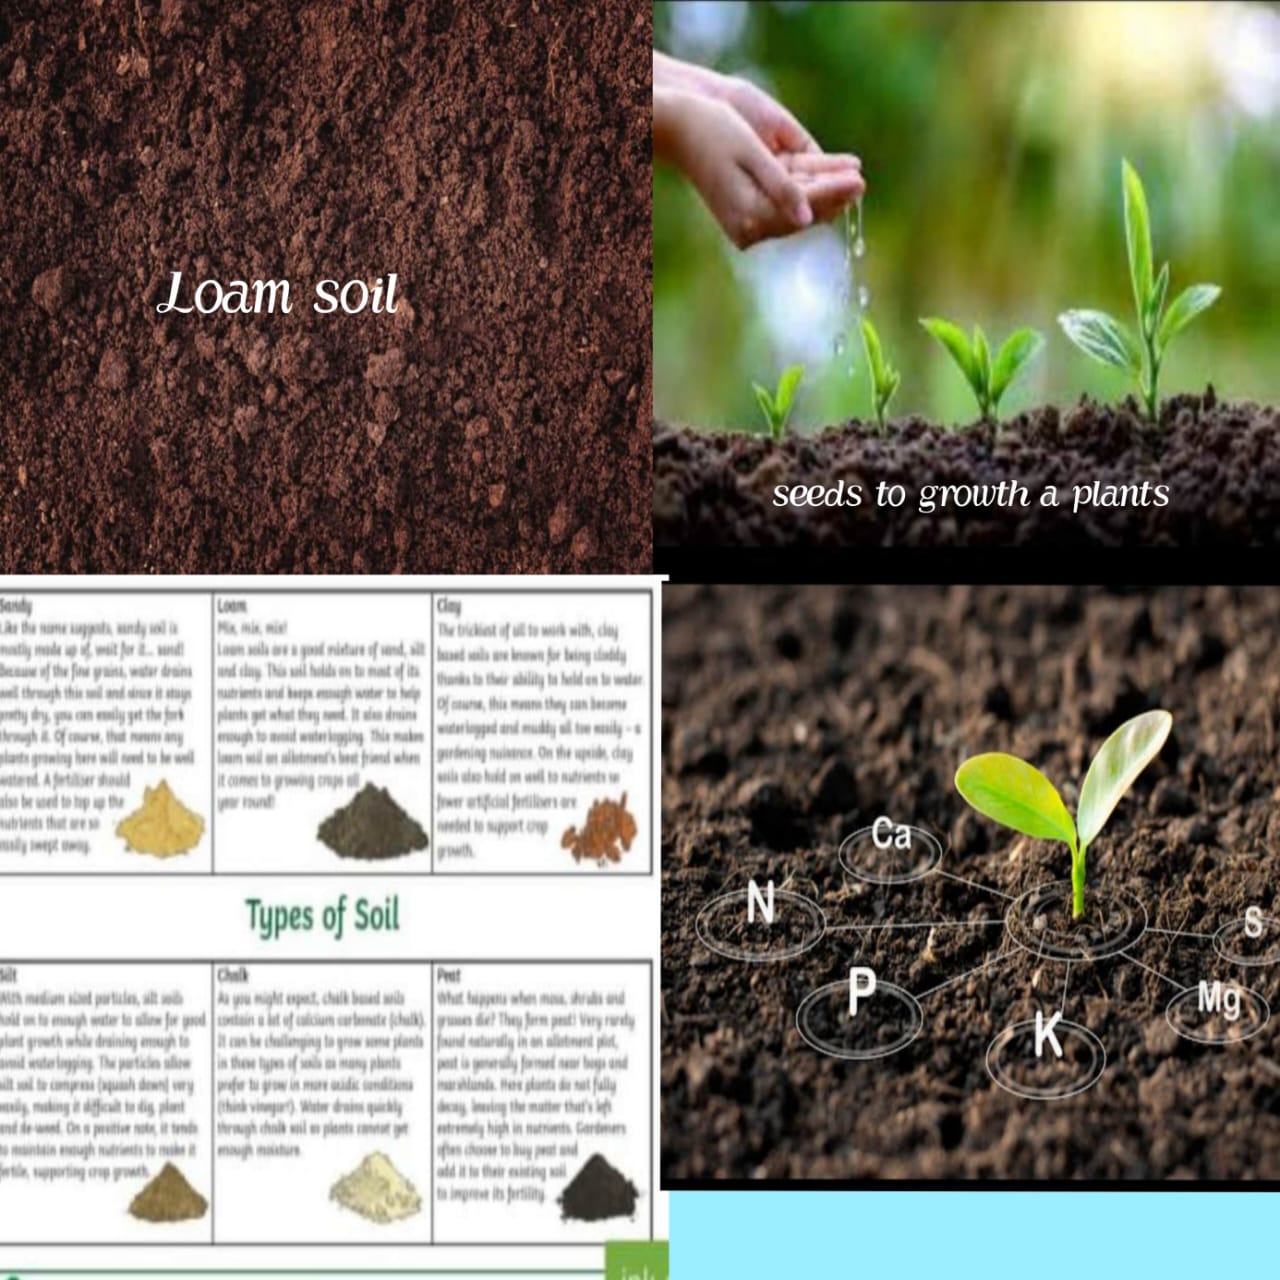 Loam soil
seeds to growth a plants
Sandy
Like the name suggests, sandy soil is
mostly made up of, wait for it... sand!
Because of the fine grains, water drains
well through this soil and since it stays
pretty dry, you can easily get the fork
through it. Of course, that means any
plants growing here will need to be well
watered. A fertiliser should
also be used to top up the
nutrients that are so
easily swept away.
Loam
Mix, mix, mix!
Loam soils are a good mixture of sand, silt
and clay. This soil holds on to most of its
nutrients and keeps enough water to help
plants get what they need. It also drains
enough to avoid waterlogging. This makes
loam soil an allotment's best friend when
it comes to growing crops all
year round!
Clay
The trickiest of all to work with, clay
based soils are known for being cloddy
thanks to their ability to hold on to water.
Of course, this means they can become
waterlogged and muddy all too easily – a
gardening nuisance. On the upside, clay
soils also hold on well to nutrients so
fewer artificial fertilisers are
needed to support crop
growth.
Types of Soil
Silt
With medium sized particles, silt soils
hold on to enough water to allow for good
plant growth while draining enough to
avoid waterlogging. The particles allow
silt soil to compress (squash down) very
easily, making it difficult to dig, plant
and de-weed. On a positive note, it tends
to maintain enough nutrients to make it
fertile, supporting crop growth.
Chalk
As you might expect, chalk based soils
contain a lot of calcium carbonate (chalk).
It can be challenging to grow some plants
in these types of soils as many plants
prefer to grow in more acidic conditions
(think vinegar!). Water drains quickly
through chalk soil so plants cannot get
enough moisture.
Peat
What happens when moss, shrubs and
grasses die? They form peat! Very rarely
found naturally in an allotment plot,
peat is generally formed near bogs and
marshlands. Here plants do not fully
decay, leaving the matter that's left
extremely high in nutrients. Gardeners
often choose to buy peat and
add it to their existing soil
to improve its fertility.
Ca
N
S
P
Mg
K